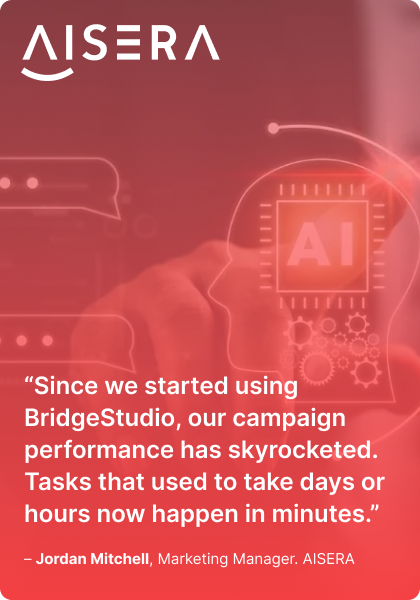 AISERA
AI
“Since we started using
BridgeStudio, our campaign
performance has skyrocketed.
Tasks that used to take days or
hours now happen in minutes.”
– Jordan Mitchell, Marketing Manager. AISERA